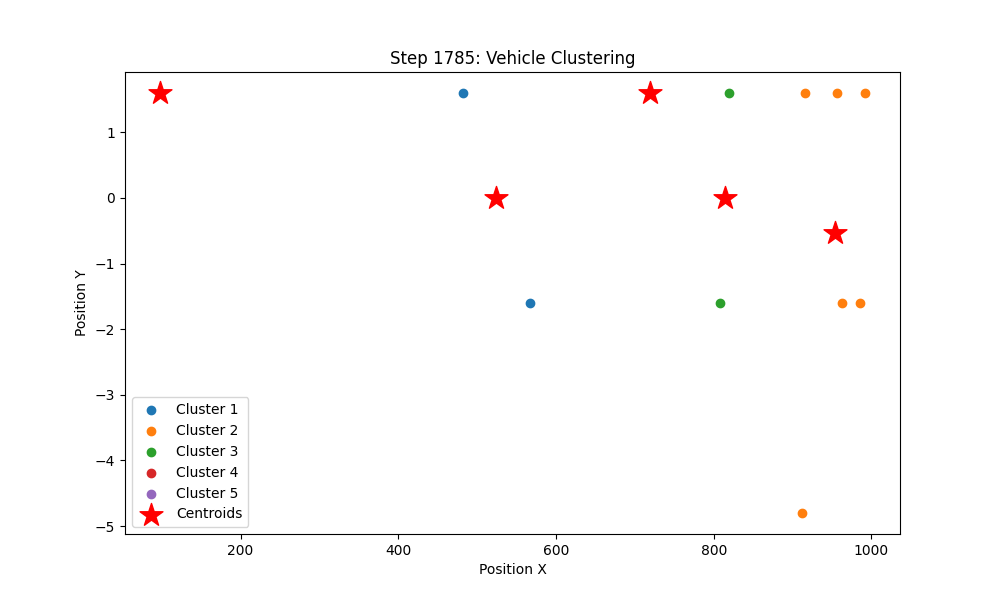 Step 1785: Vehicle Clustering
Position Y
1
0
−1
−2
−3
−4
−5
Cluster 1
Cluster 2
Cluster 3
Cluster 4
Cluster 5
Centroids
200 400 600 800 1000
Position X